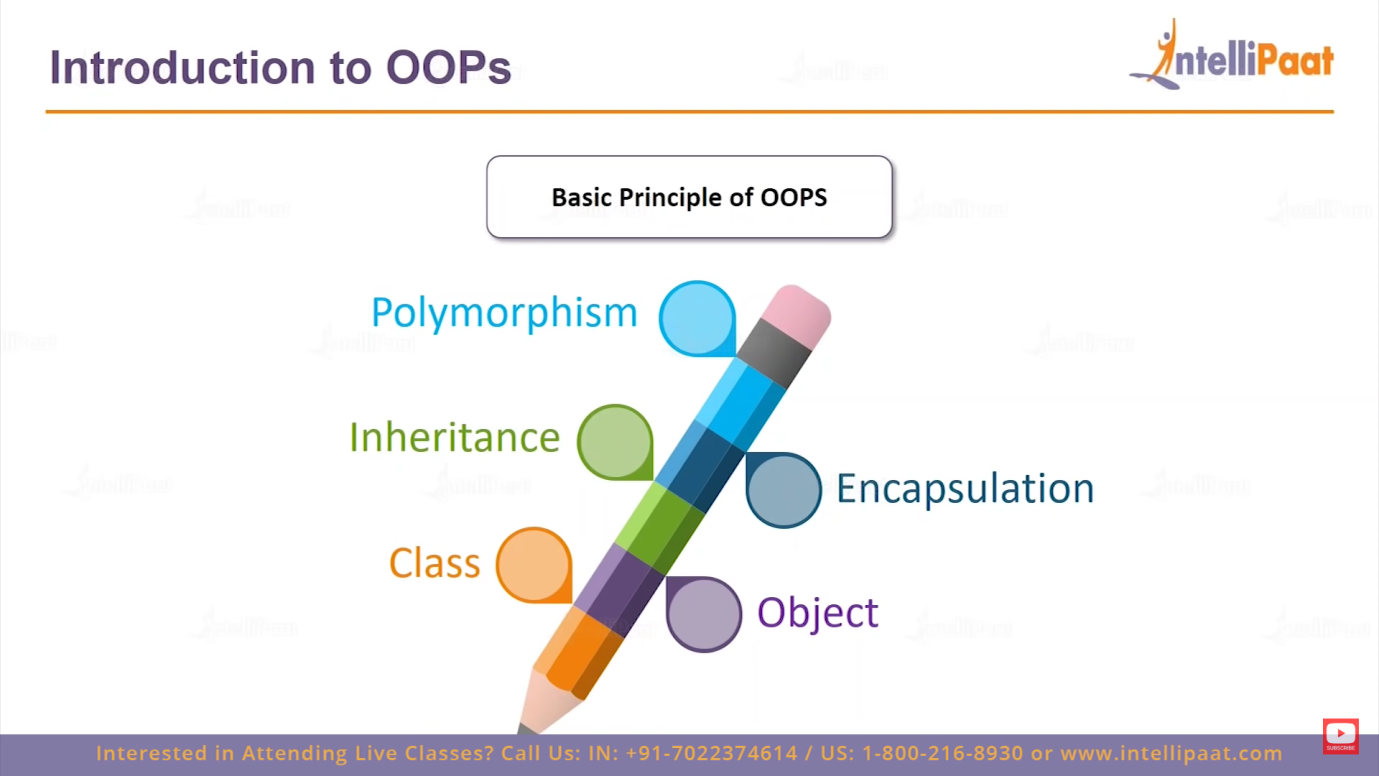 Introduction to OOPs
IntelliPaat
Basic Principle of OOPS
Polymorphism
Inheritance
Encapsulation
Class
Object
Interested in Attending Live Classes? Call Us: IN: +91-7022374614 / US: 1-800-216-8930 or www.intellipaat.com
SUBSCRIBE